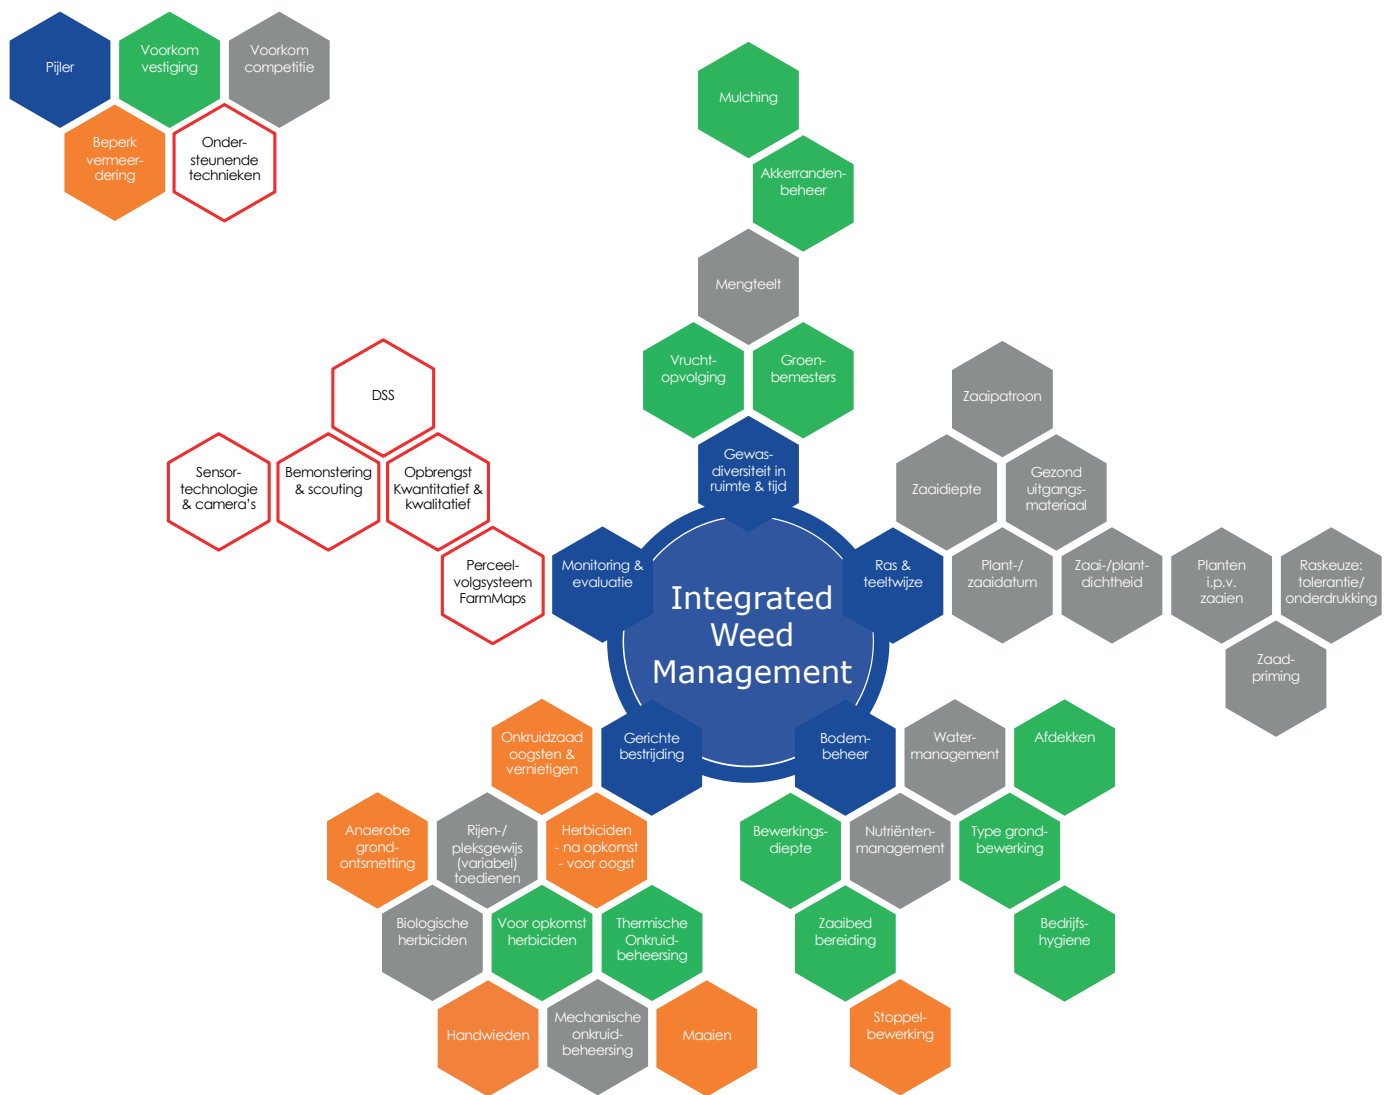 Pijler
Voorkom
vestiging
Voorkom
competitie
Beperk
vermeer-
dering
Onder-
steunende
technieken
Mulching
Akkerranden-
beheer
Mengteelt
Vrucht-
opvolging
Groen-
bemesters
Gewas-
diversiteit in
ruimte & tijd
DSS
Sensor-
technologie
& camera's
Bemonstering
& scouting
Opbrengst
Kwantitatief &
kwalitatief
Perceel-
volgsysteem
FarmMaps
Monitoring &
evaluatie
Integrated
Weed
Management
Zaaipatroon
Zaaidiepte
Gezond
uitgangs-
materiaal
Ras &
teeltwijze
Plant-/
zaaidatum
Zaai-/plant-
dichtheid
Planten
i.p.v.
zaaien
Raskeuze:
tolerantie/
onderdrukking
Zaad-
priming
Onkruidzaad
oogsten &
vernietigen
Gerichte
bestrijding
Anaerobe
grond-
ontsmetting
Rijen-/
pleksgewijs
(variabel)
toedienen
Herbiciden
- na opkomst
- voor oogst
Biologische
herbiciden
Voor opkomst
herbiciden
Thermische
Onkruid-
beheersing
Handwieden
Mechanische
onkruid-
beheersing
Maaien
Bodem-
beheer
Water-
management
Afdekken
Bewerkings-
diepte
Nutriënten-
management
Type grond-
bewerking
Zaaibed
bereiding
Bedrijfs-
hygiene
Stoppel-
bewerking